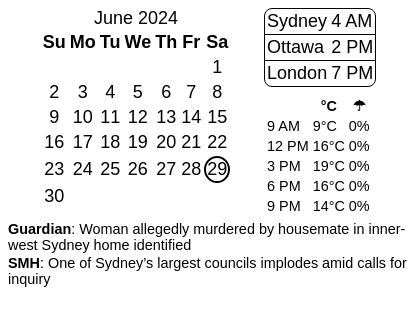 June 2024
Su Mo Tu We Th Fr Sa
1
2 3 4 5 6 7 8
9 10 11 12 13 14 15
16 17 18 19 20 21 22
23 24 25 26 27 28 29
30
Sydney 4 AM
Ottawa 2 PM
London 7 PM
°C ☂
9 AM 9°C 0%
12 PM 16°C 0%
3 PM 19°C 0%
6 PM 16°C 0%
9 PM 14°C 0%
Guardian: Woman allegedly murdered by housemate in inner-
west Sydney home identified
SMH: One of Sydney’s largest councils implodes amid calls for
inquiry